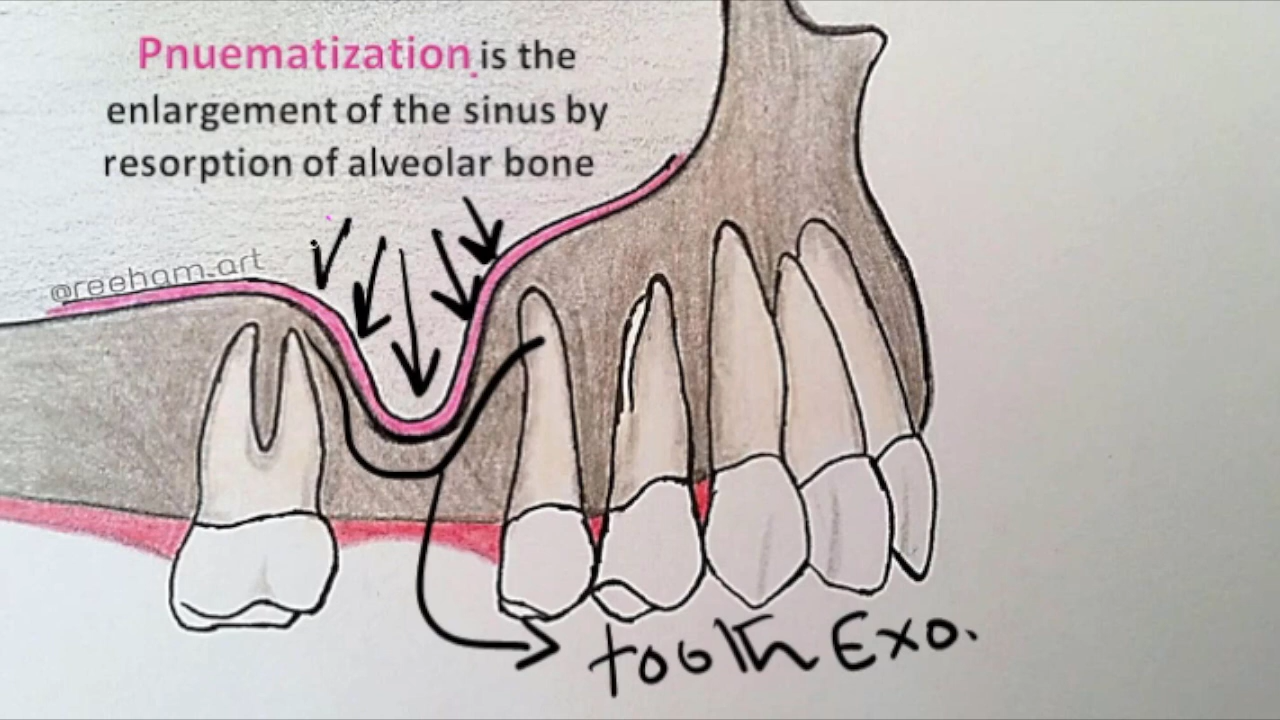 Pnuematization is the
enlargement of the sinus by
resorption of alveolar bone
@reeham.art
tooth Exo.